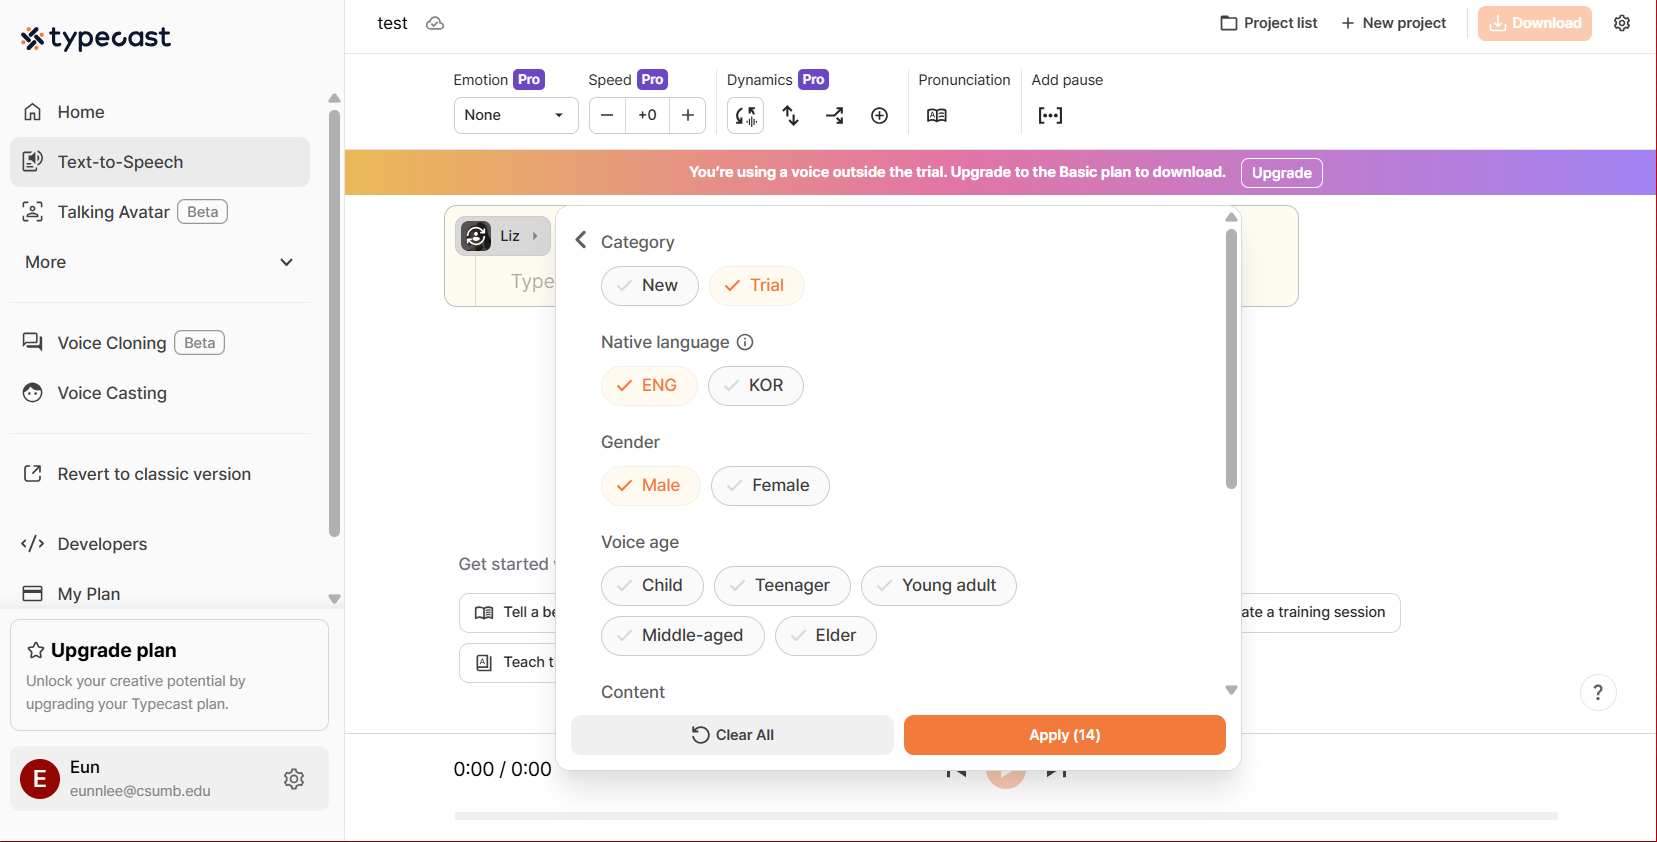 typecast
Home
Text-to-Speech
Talking Avatar Beta
More
Voice Cloning Beta
Voice Casting
Revert to classic version
Developers
My Plan
Upgrade plan
Unlock your creative potential by
upgrading your Typecast plan.
E
Eun
eunnlee@csumb.edu
test
Project list
New project
Download
Emotion Pro
None
Speed Pro
+0
Dynamics Pro
Pronunciation
Add pause
You're using a voice outside the trial. Upgrade to the Basic plan to download.
Upgrade
Liz
Type
Category
New
Trial
Native language
ENG
KOR
Gender
Male
Female
Voice age
Child
Teenager
Young adult
Middle-aged
Elder
Content
Clear All
Apply (14)
Get started
Tell a be
ate a training session
Teach t
?
0:00 / 0:00